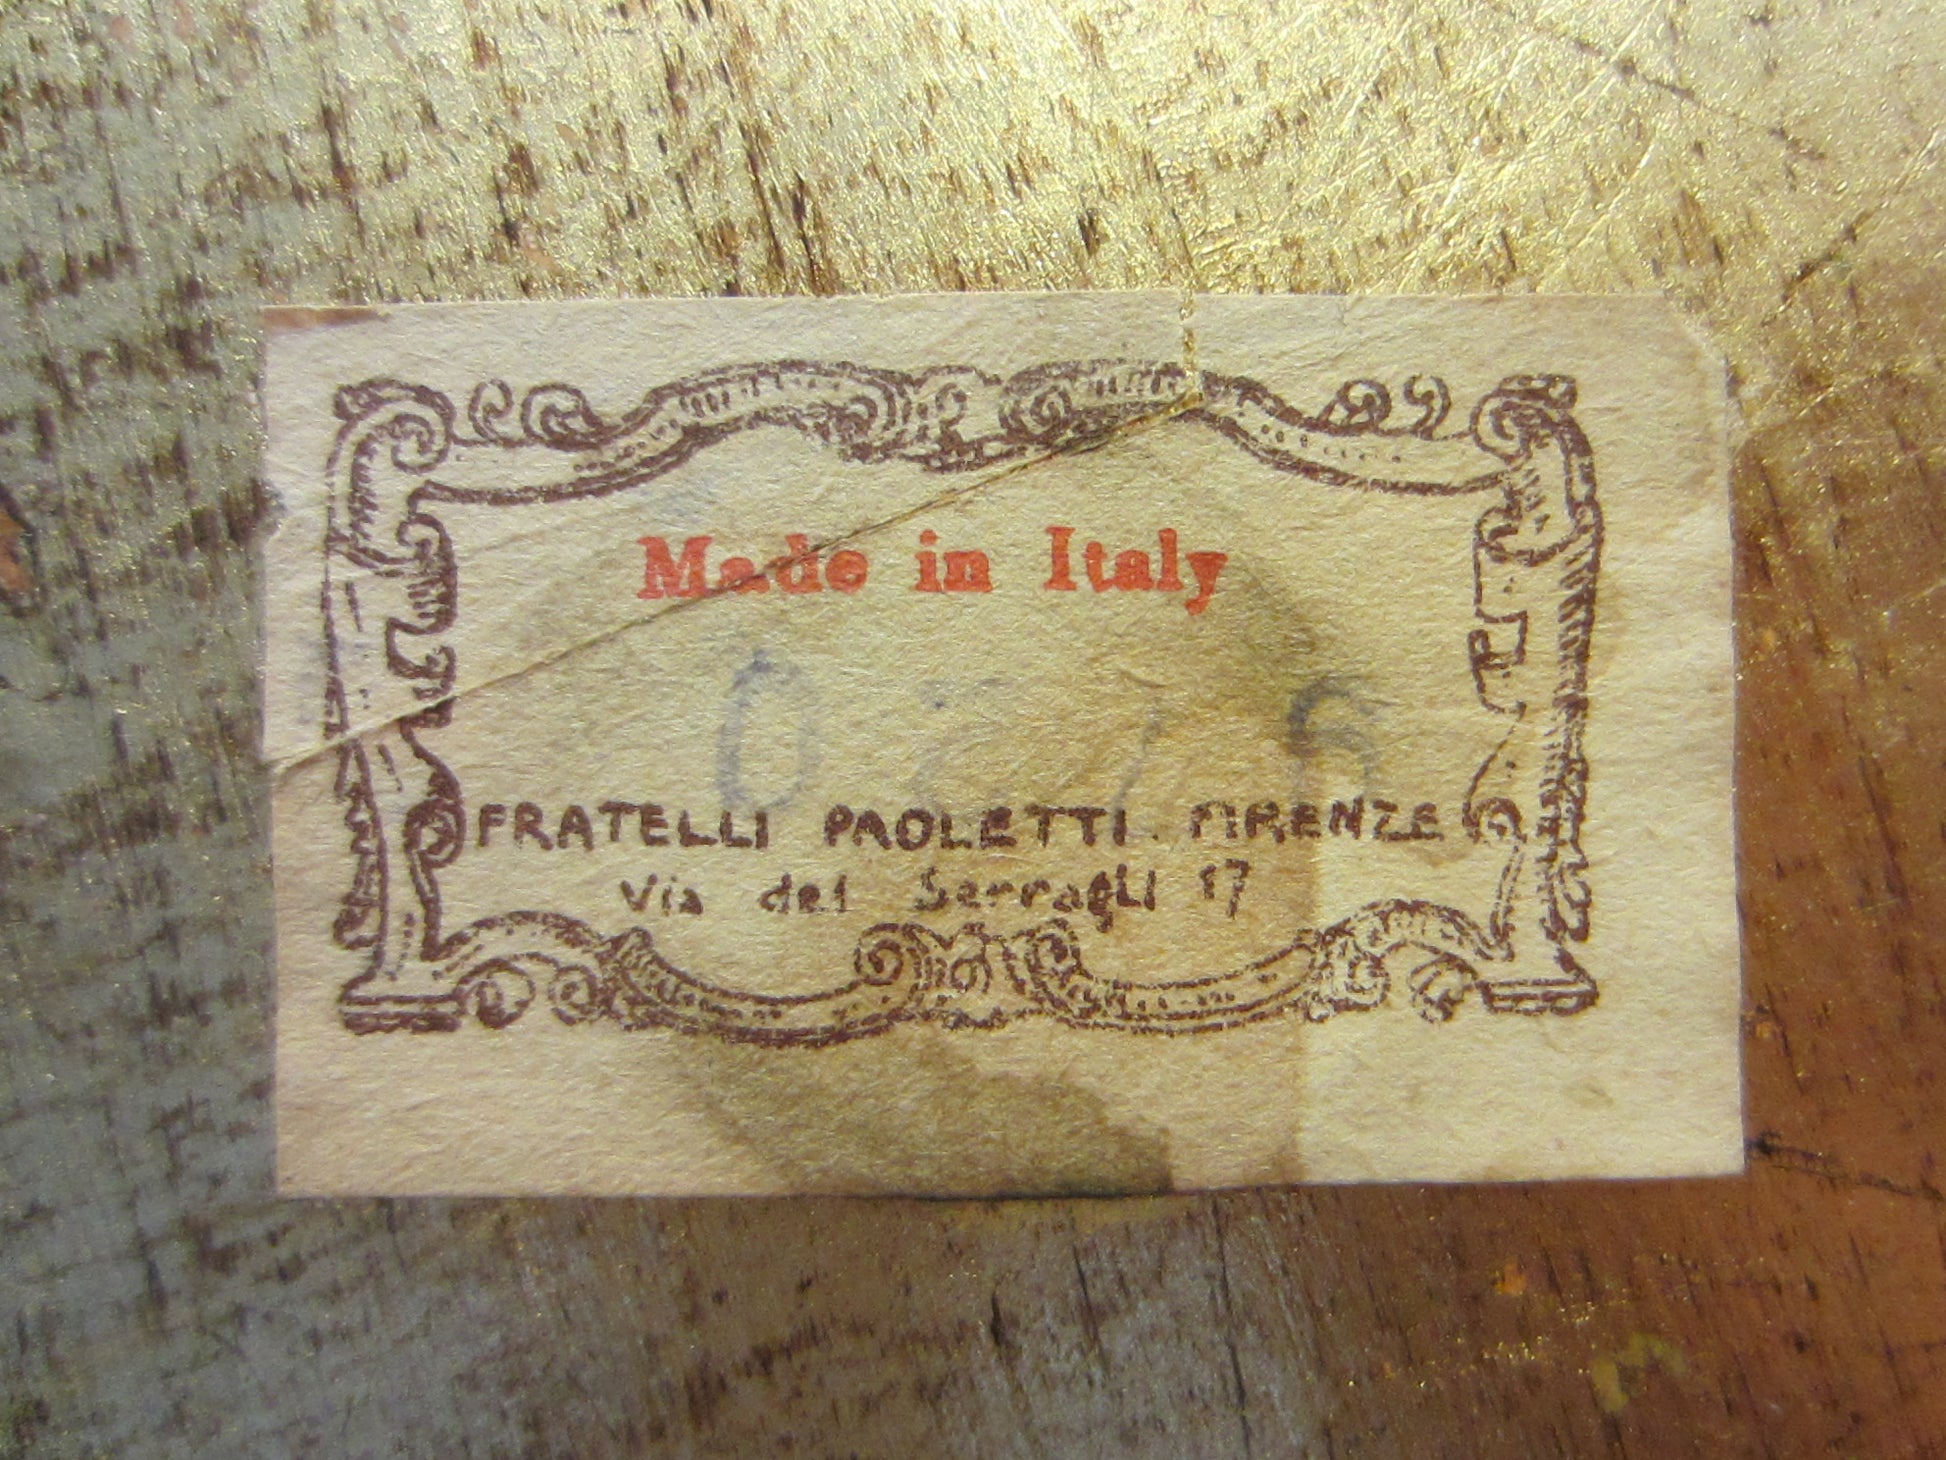 Made in Italy
FRATELLI PAOLETTI. FIRENZE
Via dei Serragli 17